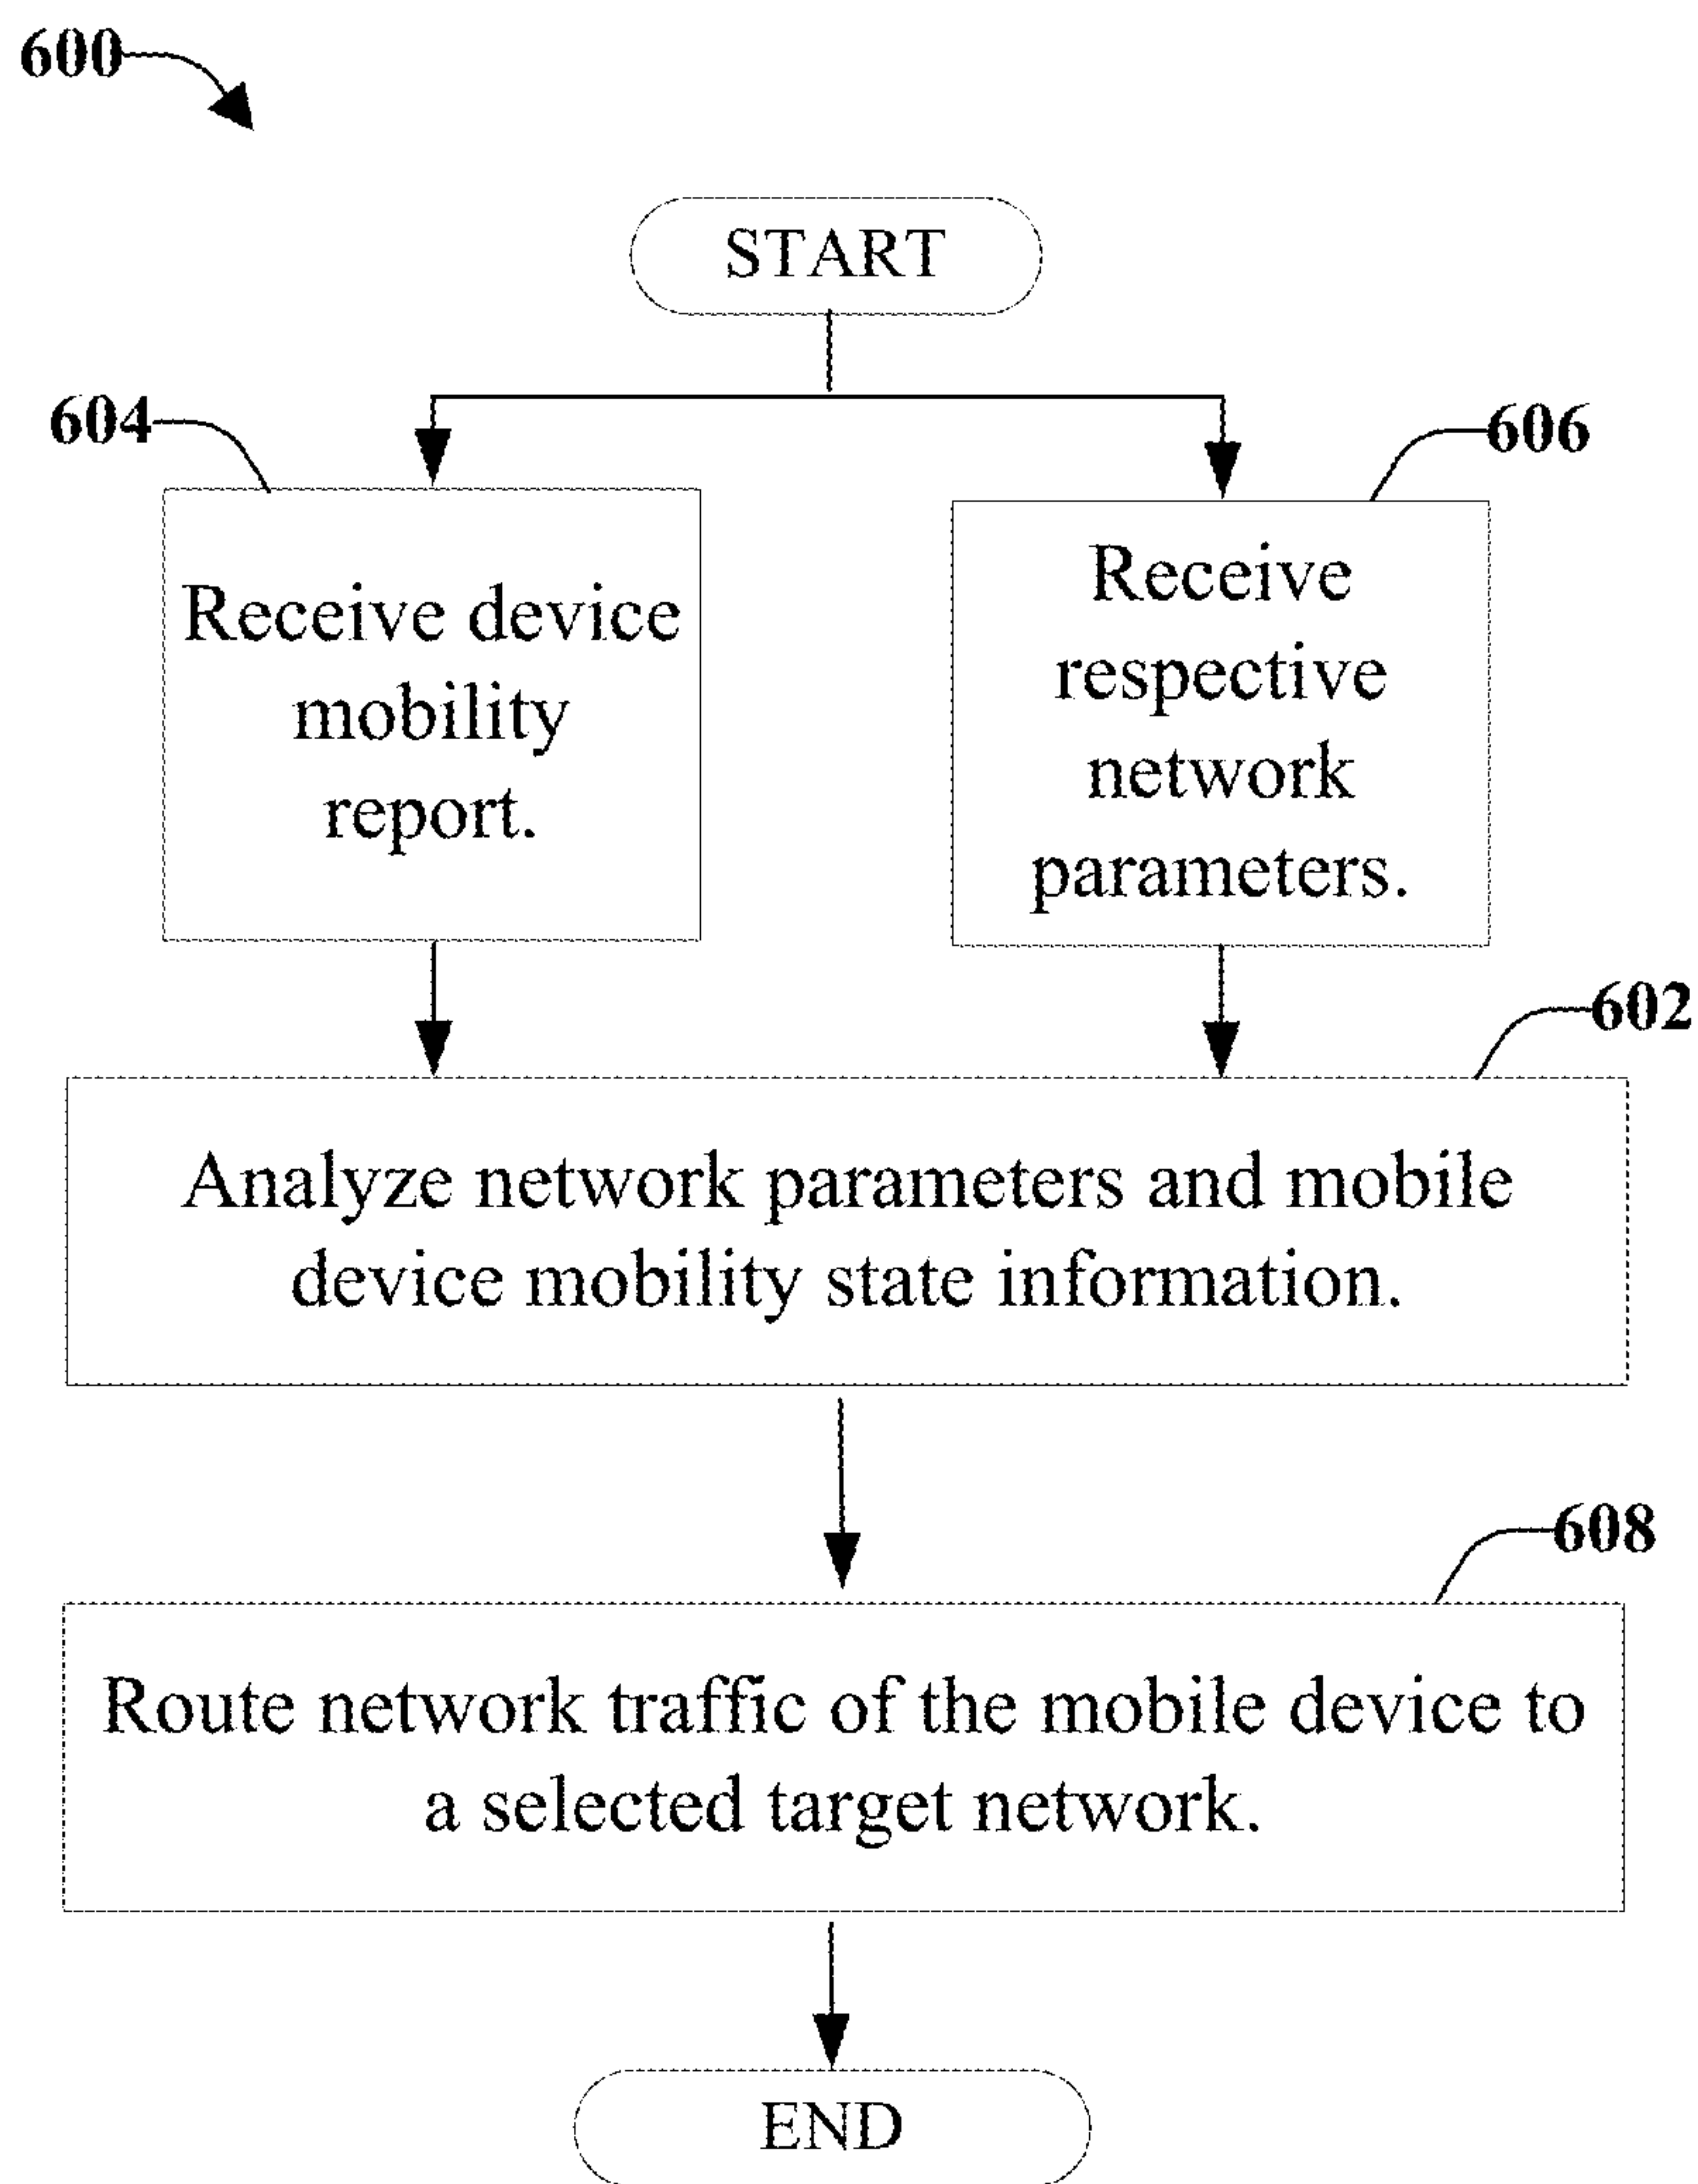 600
START
604
606
Receive device
mobility
report.
Receive
respective
network
parameters.
602
Analyze network parameters and mobile
device mobility state information.
608
Route network traffic of the mobile device to
a selected target network.
END